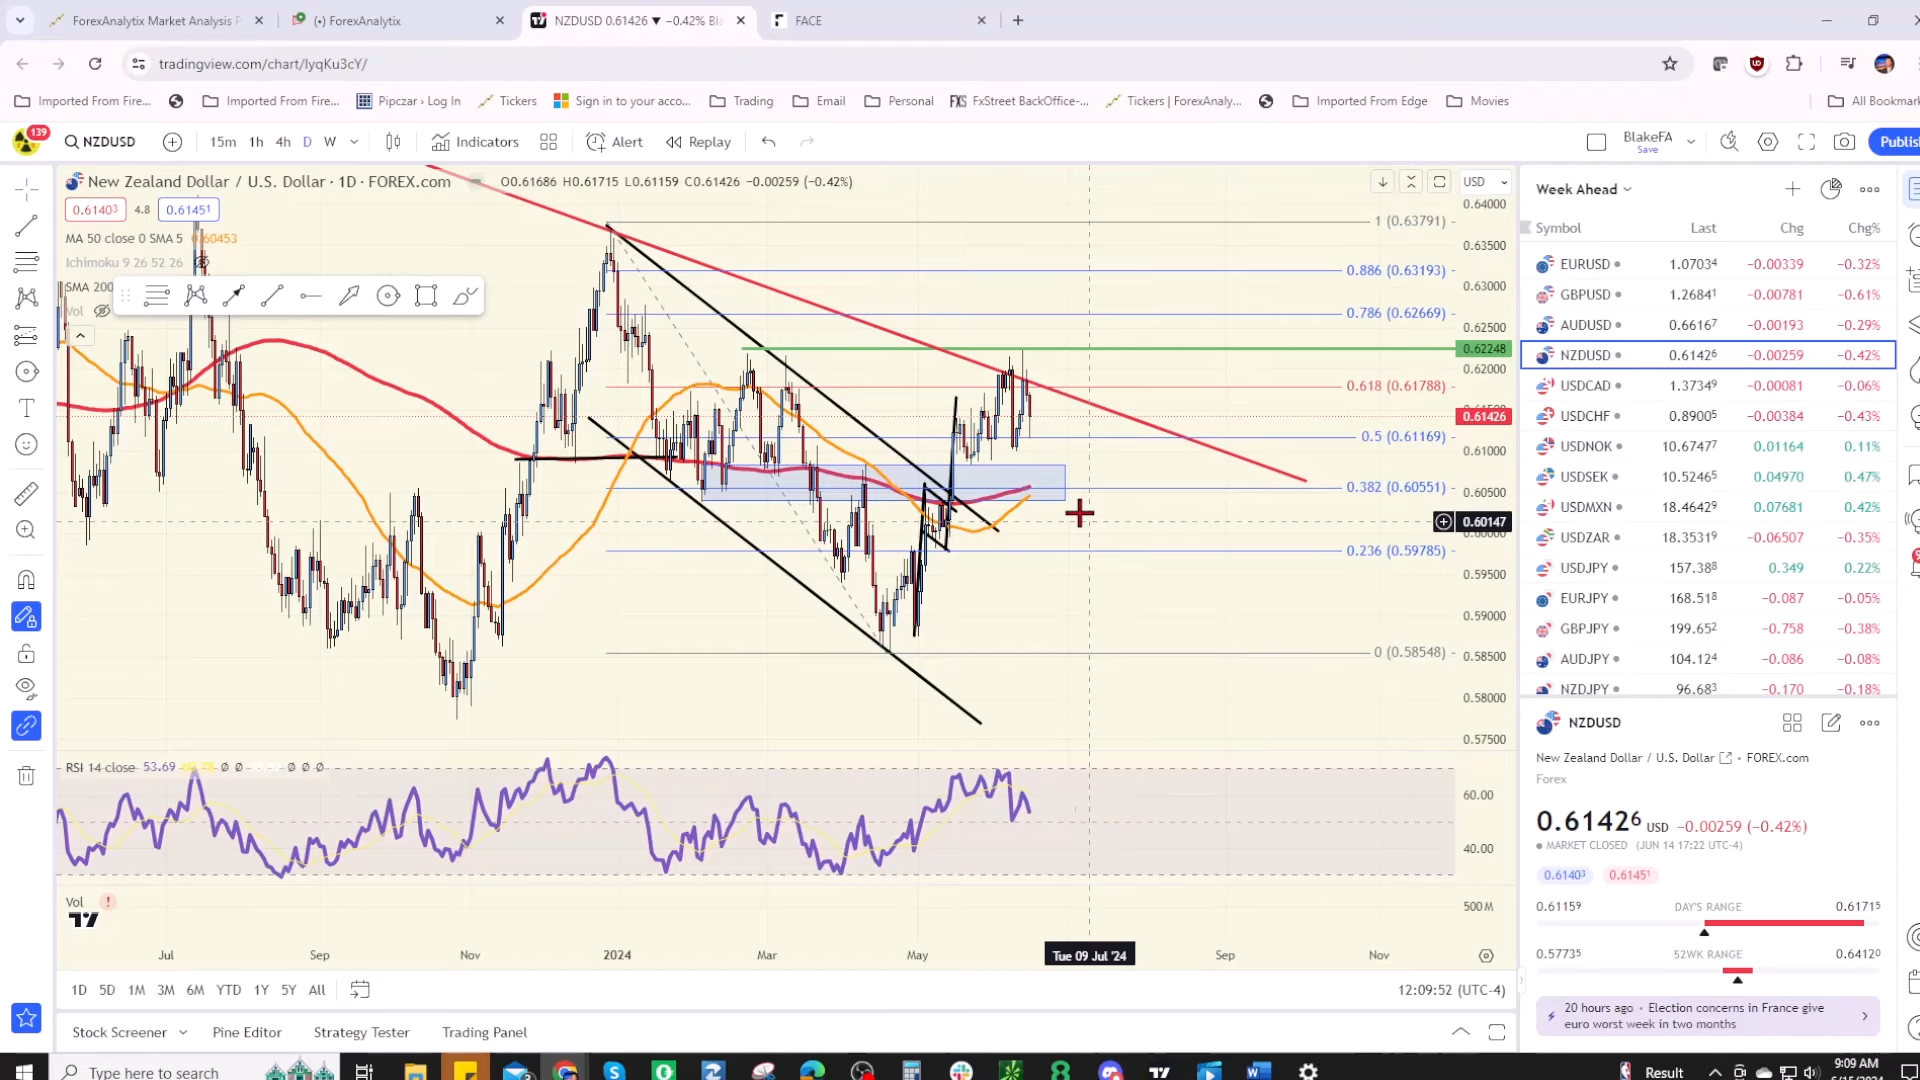 ForexAnalytix Market Analysis P
(•) ForexAnalytix
NZDUSD 0.61426 ▼ −0.42% Bla
FACE
tradingview.com/chart/IyqKu3cY/
Imported From Fire...
Imported From Fire...
Pipczar › Log In
Tickers
Sign in to your acco...
Trading
Email
Personal
FXS FxStreet BackOffice-...
Tickers | ForexAnaly...
Imported From Edge
Movies
All Bookmar
139
NZDUSD
15m 1h 4h D W
Indicators
Alert
Replay
BlakeFA
Save
Publis
New Zealand Dollar / U.S. Dollar · 1D · FOREX.com
O0.61686 H0.61715 L0.61159 C0.61426 −0.00259 (−0.42%)
USD
0.61403 4.8 0.61451
MA 50 close 0 SMA 5 0.60453
Ichimoku 9 26 52 26
SMA 200
Vol
1 (0.63791)
0.886 (0.63193)
0.786 (0.62669)
0.618 (0.61788)
0.5 (0.61169)
0.382 (0.60551)
0.236 (0.59785)
0 (0.58548)
0.64000
0.63500
0.63000
0.62500
0.62248
0.62000
0.61426
0.61000
0.60500
0.60147
0.59500
0.59000
0.58500
0.58000
0.57500
RSI 14 close 53.69
60.00
40.00
Vol
500 M
Jul Sep Nov 2024 Mar May Tue 09 Jul '24 Sep Nov
1D 5D 1M 3M 6M YTD 1Y 5Y All
12:09:52 (UTC-4)
Stock Screener
Pine Editor
Strategy Tester
Trading Panel
Week Ahead
Symbol Last Chg Chg%
EURUSD 1.07034 −0.00339 −0.32%
GBPUSD 1.26841 −0.00781 −0.61%
AUDUSD 0.66167 −0.00193 −0.29%
NZDUSD 0.61426 −0.00259 −0.42%
USDCAD 1.37349 −0.00081 −0.06%
USDCHF 0.89005 −0.00384 −0.43%
USDNOK 10.67477 0.01164 0.11%
USDSEK 10.52465 0.04970 0.47%
USDMXN 18.46429 0.07681 0.42%
USDZAR 18.35319 −0.06507 −0.35%
USDJPY 157.388 0.349 0.22%
EURJPY 168.518 −0.087 −0.05%
GBPJPY 199.652 −0.758 −0.38%
AUDJPY 104.124 −0.086 −0.08%
NZDJPY 96.683 −0.170 −0.18%
NZDUSD
New Zealand Dollar / U.S. Dollar · FOREX.com
Forex
0.61426 USD −0.00259 (−0.42%)
MARKET CLOSED (JUN 14 17:22 UTC-4)
0.61403 0.61451
0.61159 DAY'S RANGE 0.61715
0.57735 52WK RANGE 0.64120
20 hours ago · Election concerns in France give
euro worst week in two months
Type here to search
Result
9:09 AM